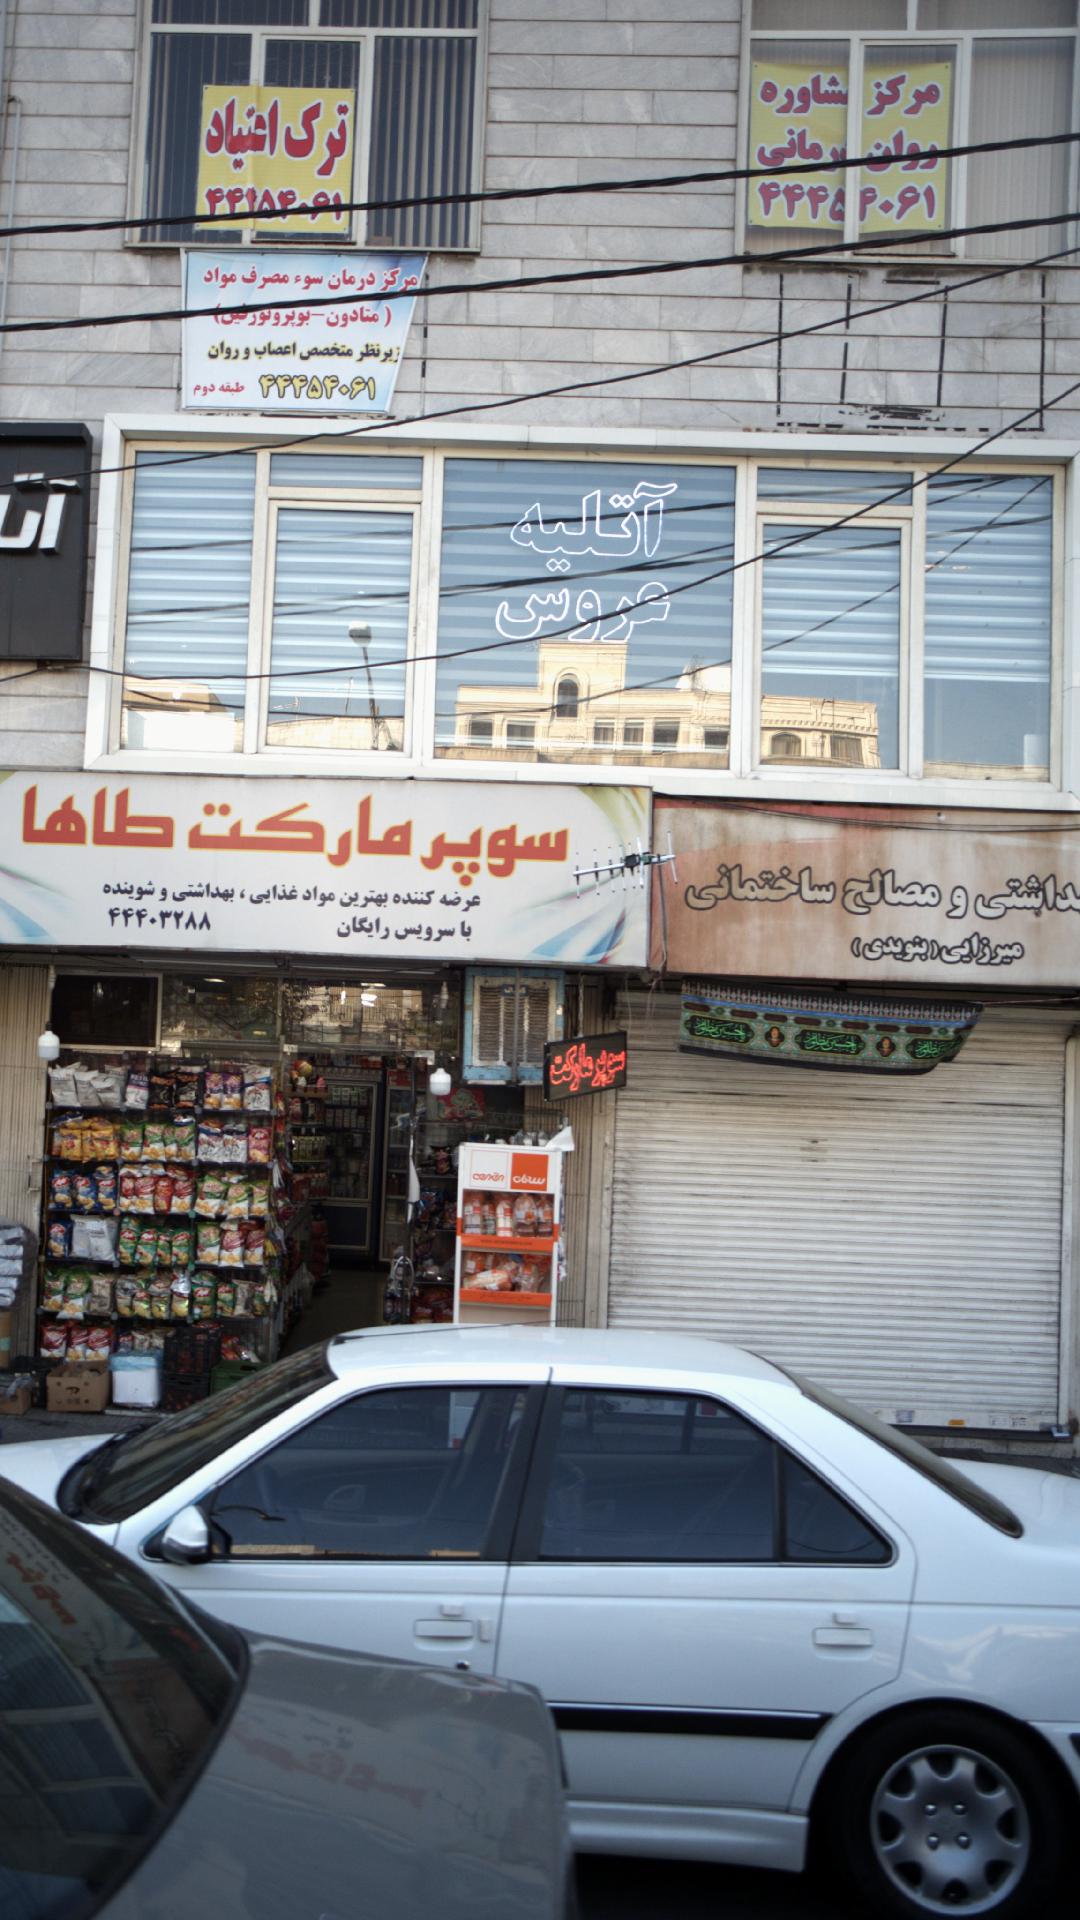 ترک اعتیاد
۴۴۴۵۴۰۶۱
مرکز مشاوره
روان درمانی
۴۴۴۵۴۰۶۱
مرکز درمان سوء مصرف مواد
(متادون-بوپرونورفین)
زیرنظر متخصص اعصاب و روان
۴۴۴۵۴۰۶۱ طبقه دوم
آتلیه
عروس
سوپر مارکت طاها
عرضه کننده بهترین مواد غذایی ، بهداشتی و شوینده
با سرویس رایگان ۴۴۴۰۳۲۸۸
بهداشتی و مصالح ساختمانی
میرزایی (بنویدی)
سوپر مارکت